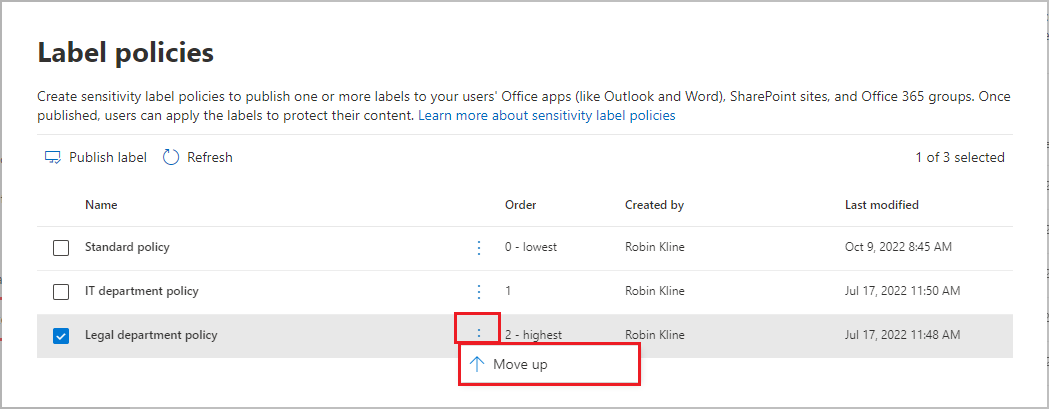 Label policies
Create sensitivity label policies to publish one or more labels to your users' Office apps (like Outlook and Word), SharePoint sites, and Office 365 groups. Once
published, users can apply the labels to protect their content. Learn more about sensitivity label policies
Publish label Refresh 1 of 3 selected
Name Order Created by Last modified
Standard policy 0 - lowest Robin Kline Oct 9, 2022 8:45 AM
IT department policy 1 Robin Kline Jul 17, 2022 11:50 AM
Legal department policy 2 - highest Robin Kline Jul 17, 2022 11:48 AM
Move up